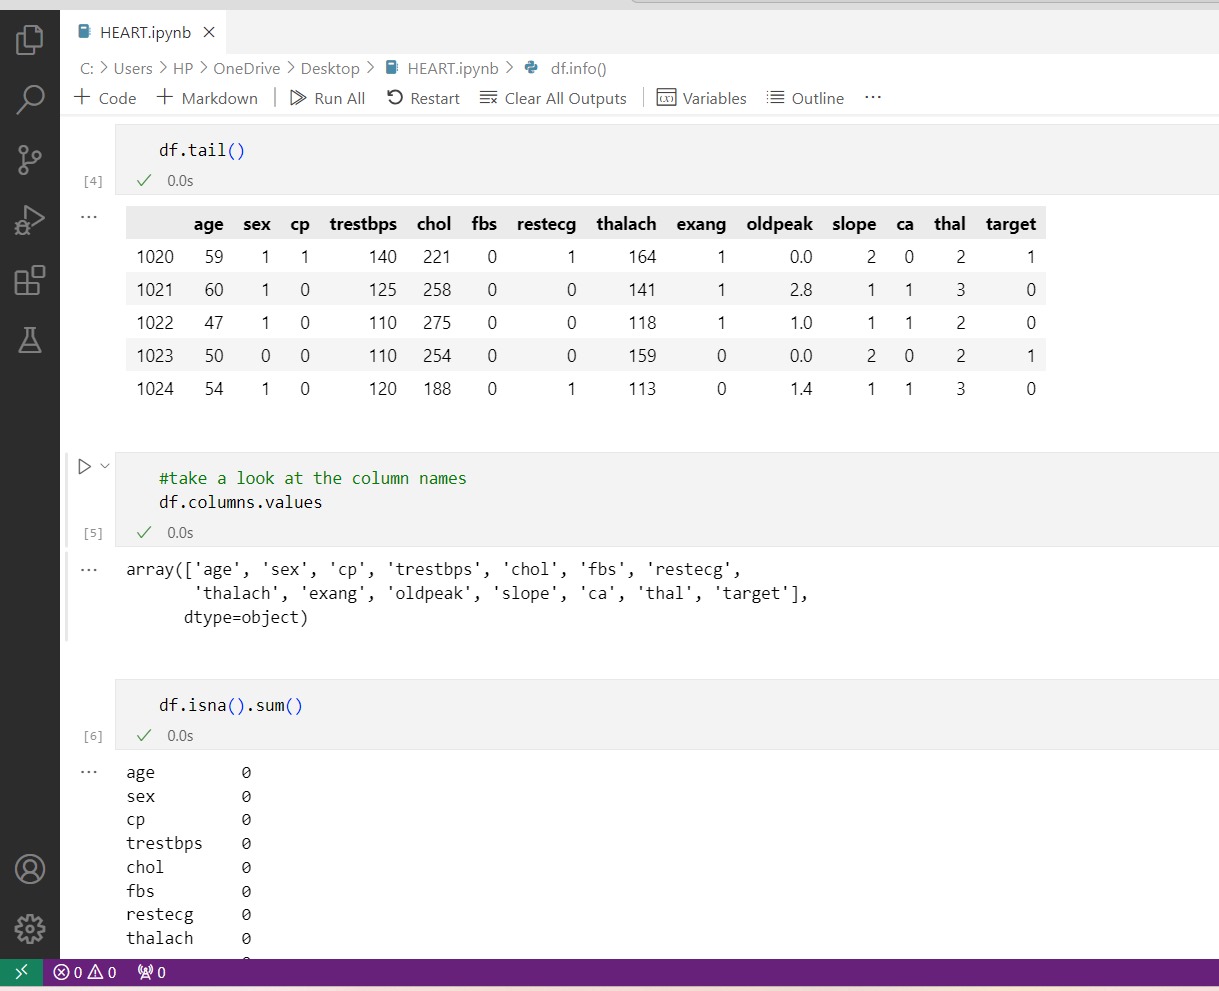 HEART.ipynb
C: > Users > HP > OneDrive > Desktop > HEART.ipynb > df.info()
+ Code + Markdown | Run All Restart Clear All Outputs | Variables Outline ...
df.tail()
[4] ✓ 0.0s
...
age sex cp trestbps chol fbs restecg thalach exang oldpeak slope ca thal target
1020 59 1 1 140 221 0 1 164 1 0.0 2 0 2 1
1021 60 1 0 125 258 0 0 141 1 2.8 1 1 3 0
1022 47 1 0 110 275 0 0 118 1 1.0 1 1 2 0
1023 50 0 0 110 254 0 0 159 0 0.0 2 0 2 1
1024 54 1 0 120 188 0 1 113 0 1.4 1 1 3 0
#take a look at the column names
df.columns.values
[5] ✓ 0.0s
... array(['age', 'sex', 'cp', 'trestbps', 'chol', 'fbs', 'restecg',
'thalach', 'exang', 'oldpeak', 'slope', 'ca', 'thal', 'target'],
dtype=object)
df.isna().sum()
[6] ✓ 0.0s
... age 0
sex 0
cp 0
trestbps 0
chol 0
fbs 0
restecg 0
thalach 0
0 0 0